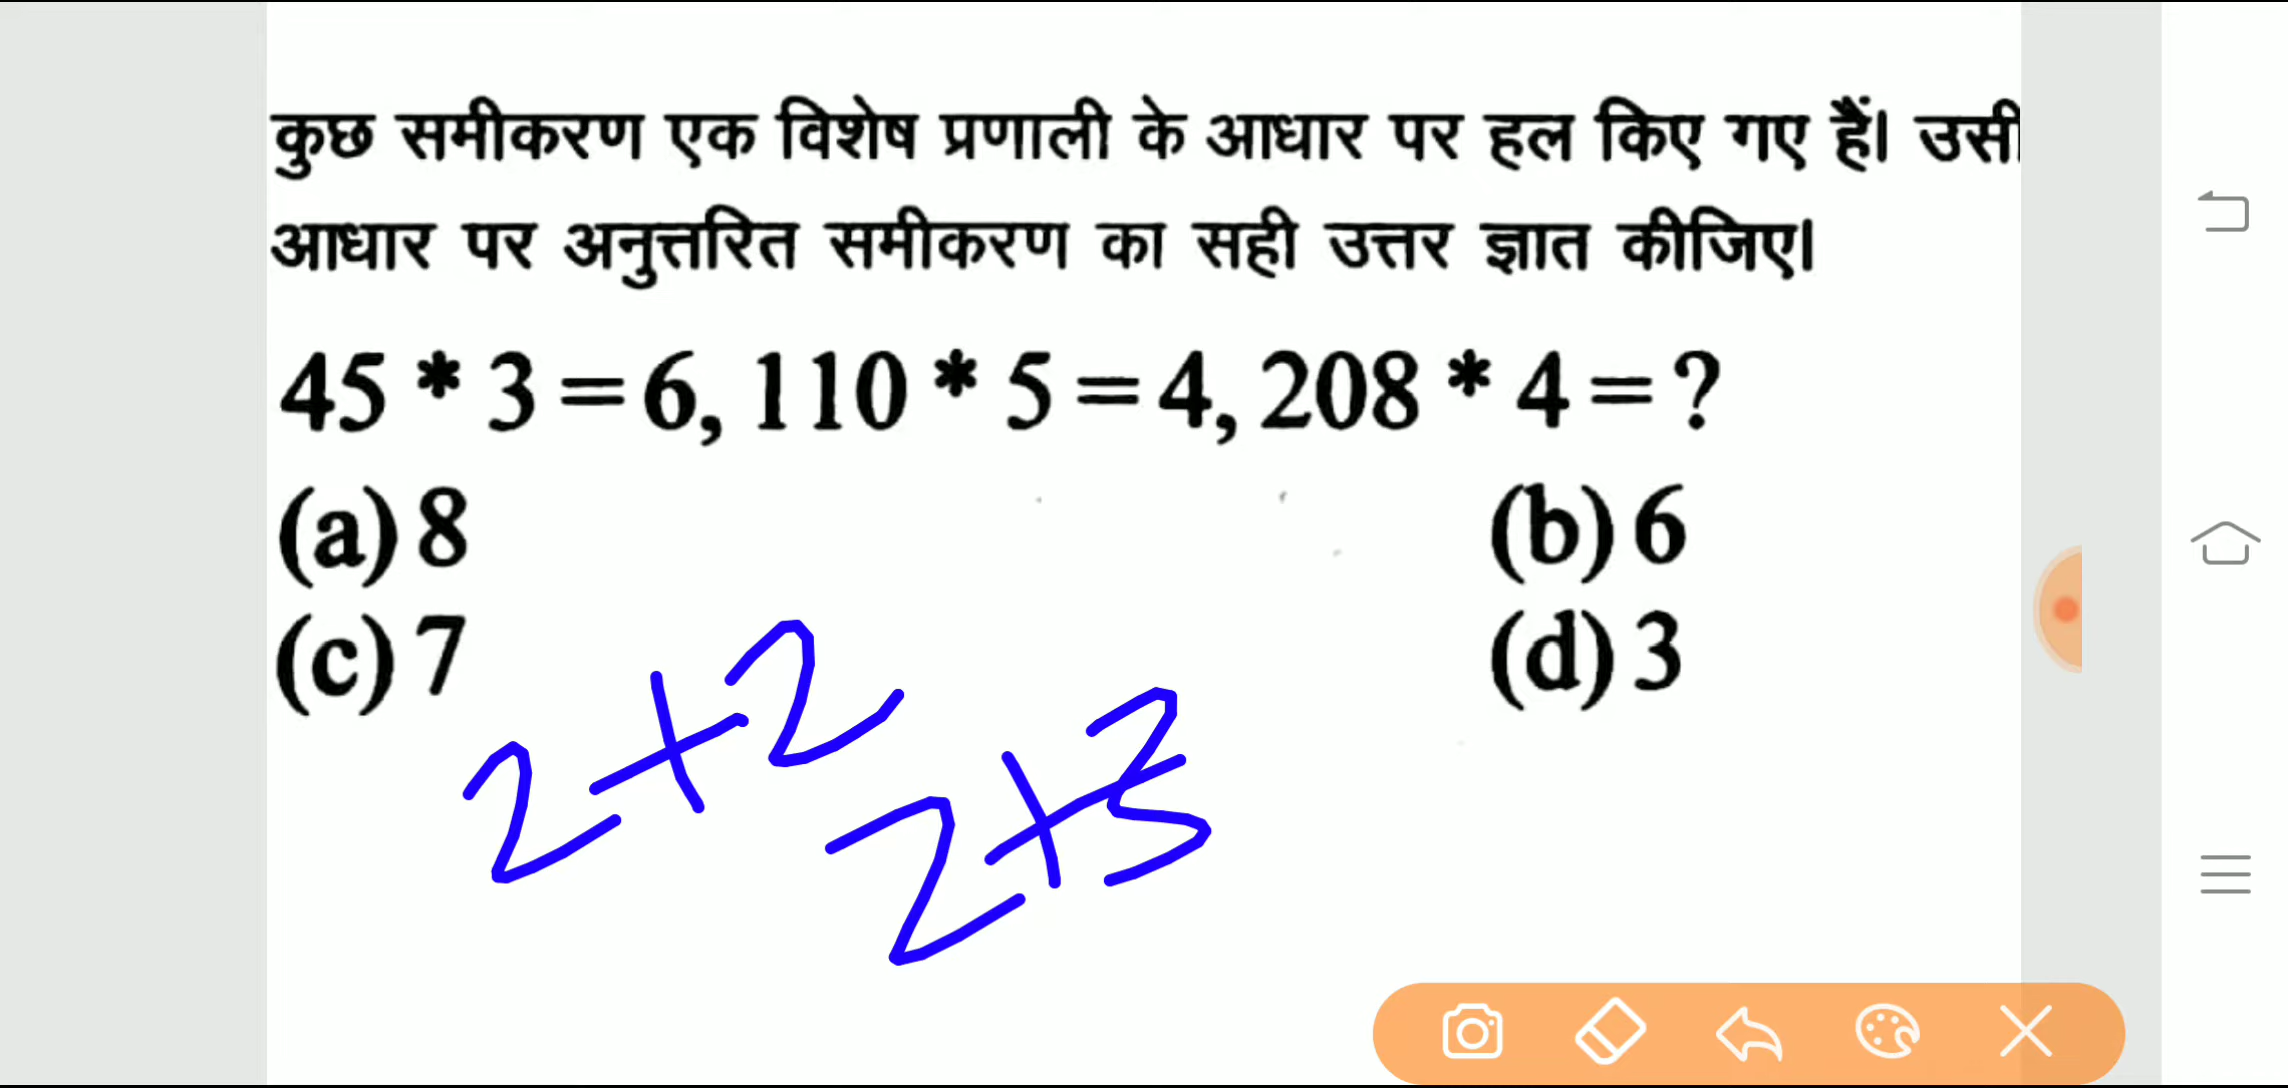 कुछ समीकरण एक विशेष प्रणाली के आधार पर हल किए गए हैं। उसी
आधार पर अनुत्तरित समीकरण का सही उत्तर ज्ञात कीजिए।
45 * 3 = 6, 110 * 5 = 4, 208 * 4 = ?
(a) 8 (b) 6
(c) 7 (d) 3
2+2
2+3